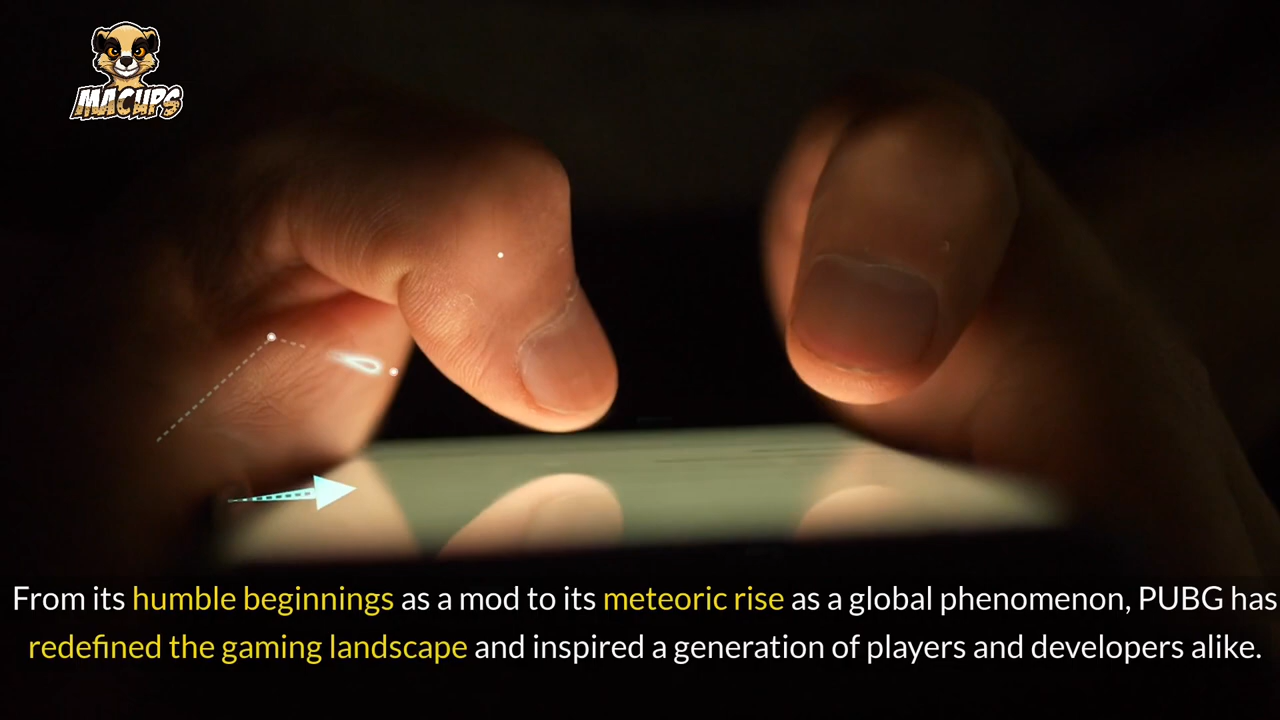 MACUPS
From its humble beginnings as a mod to its meteoric rise as a global phenomenon, PUBG has
redefined the gaming landscape and inspired a generation of players and developers alike.